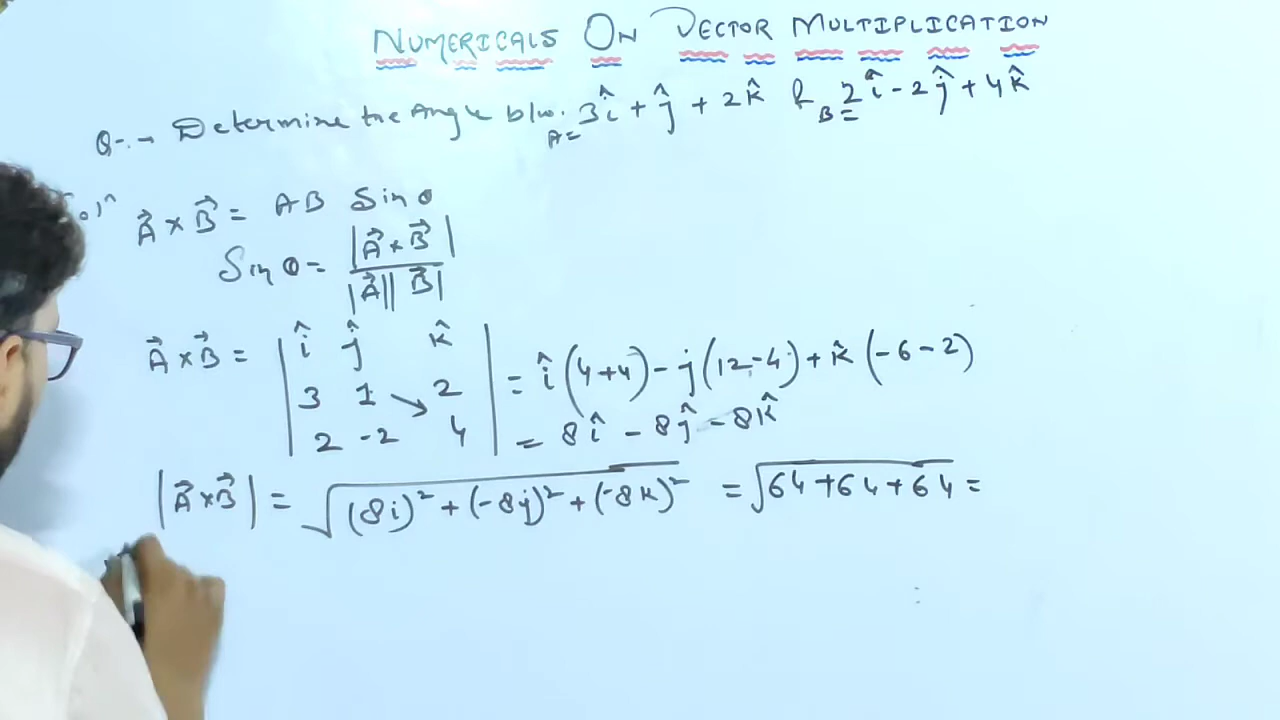 NUMERICALS ON VECTOR MULTIPLICATION
Q-.→ Determine the Angle b/w. A= 3î + ĵ + 2k̂ & B= 2î - 2ĵ + 4k̂
A⃗ × B⃗ = AB Sin θ
Sin θ = |A⃗ × B⃗| / |A⃗||B⃗|
A⃗ × B⃗ = | î ĵ k̂ | = î(4+4) - j(12-4) + k̂(-6-2)
3 1 2
2 -2 4 = 8î - 8ĵ - 8k̂
|A⃗×B⃗| = √(8i)² + (-8j)² + (-8k)² = √64+64+64 =